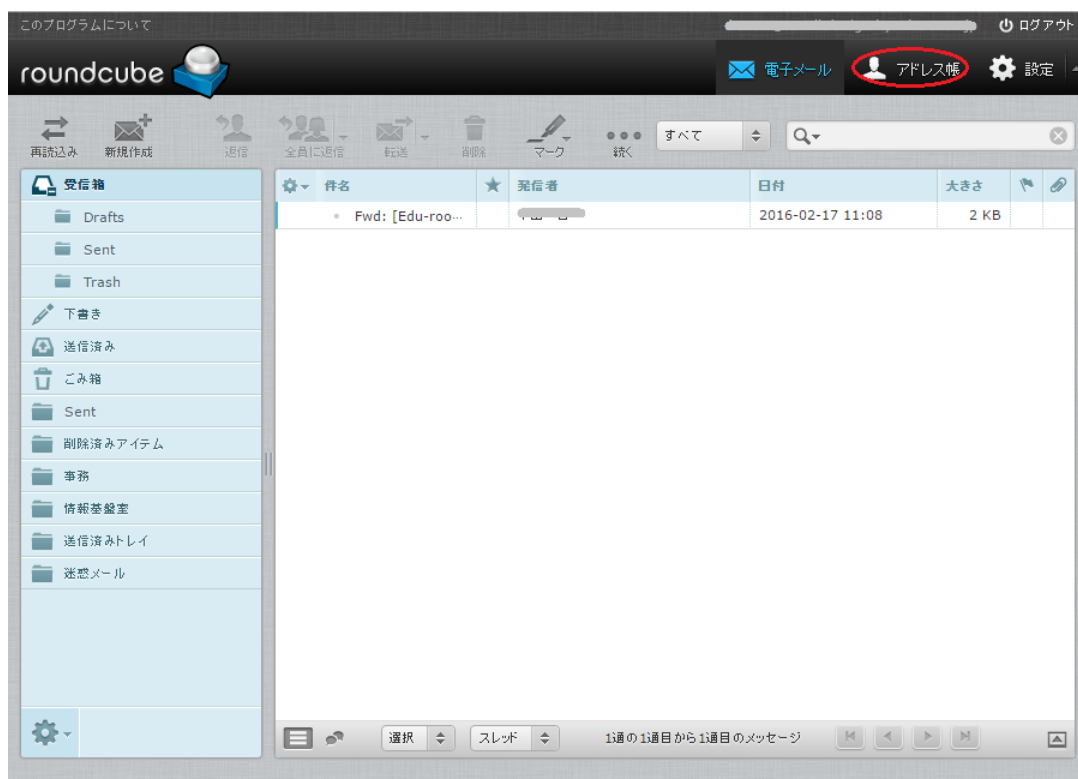 このプログラムについて
ログアウト
roundcube
電子メール アドレス帳 設定
再読込み 新規作成 返信 全員に返信 転送 削除 マーク 続く すべて
受信箱
Drafts
Sent
Trash
下書き
送信済み
ごみ箱
Sent
削除済みアイテム
事務
情報基盤室
送信済みトレイ
迷惑メール
件名 発信者 日付 大きさ
Fwd: [Edu-roo… 2016-02-17 11:08 2 KB
選択 スレッド 1通の1通目から1通目のメッセージ